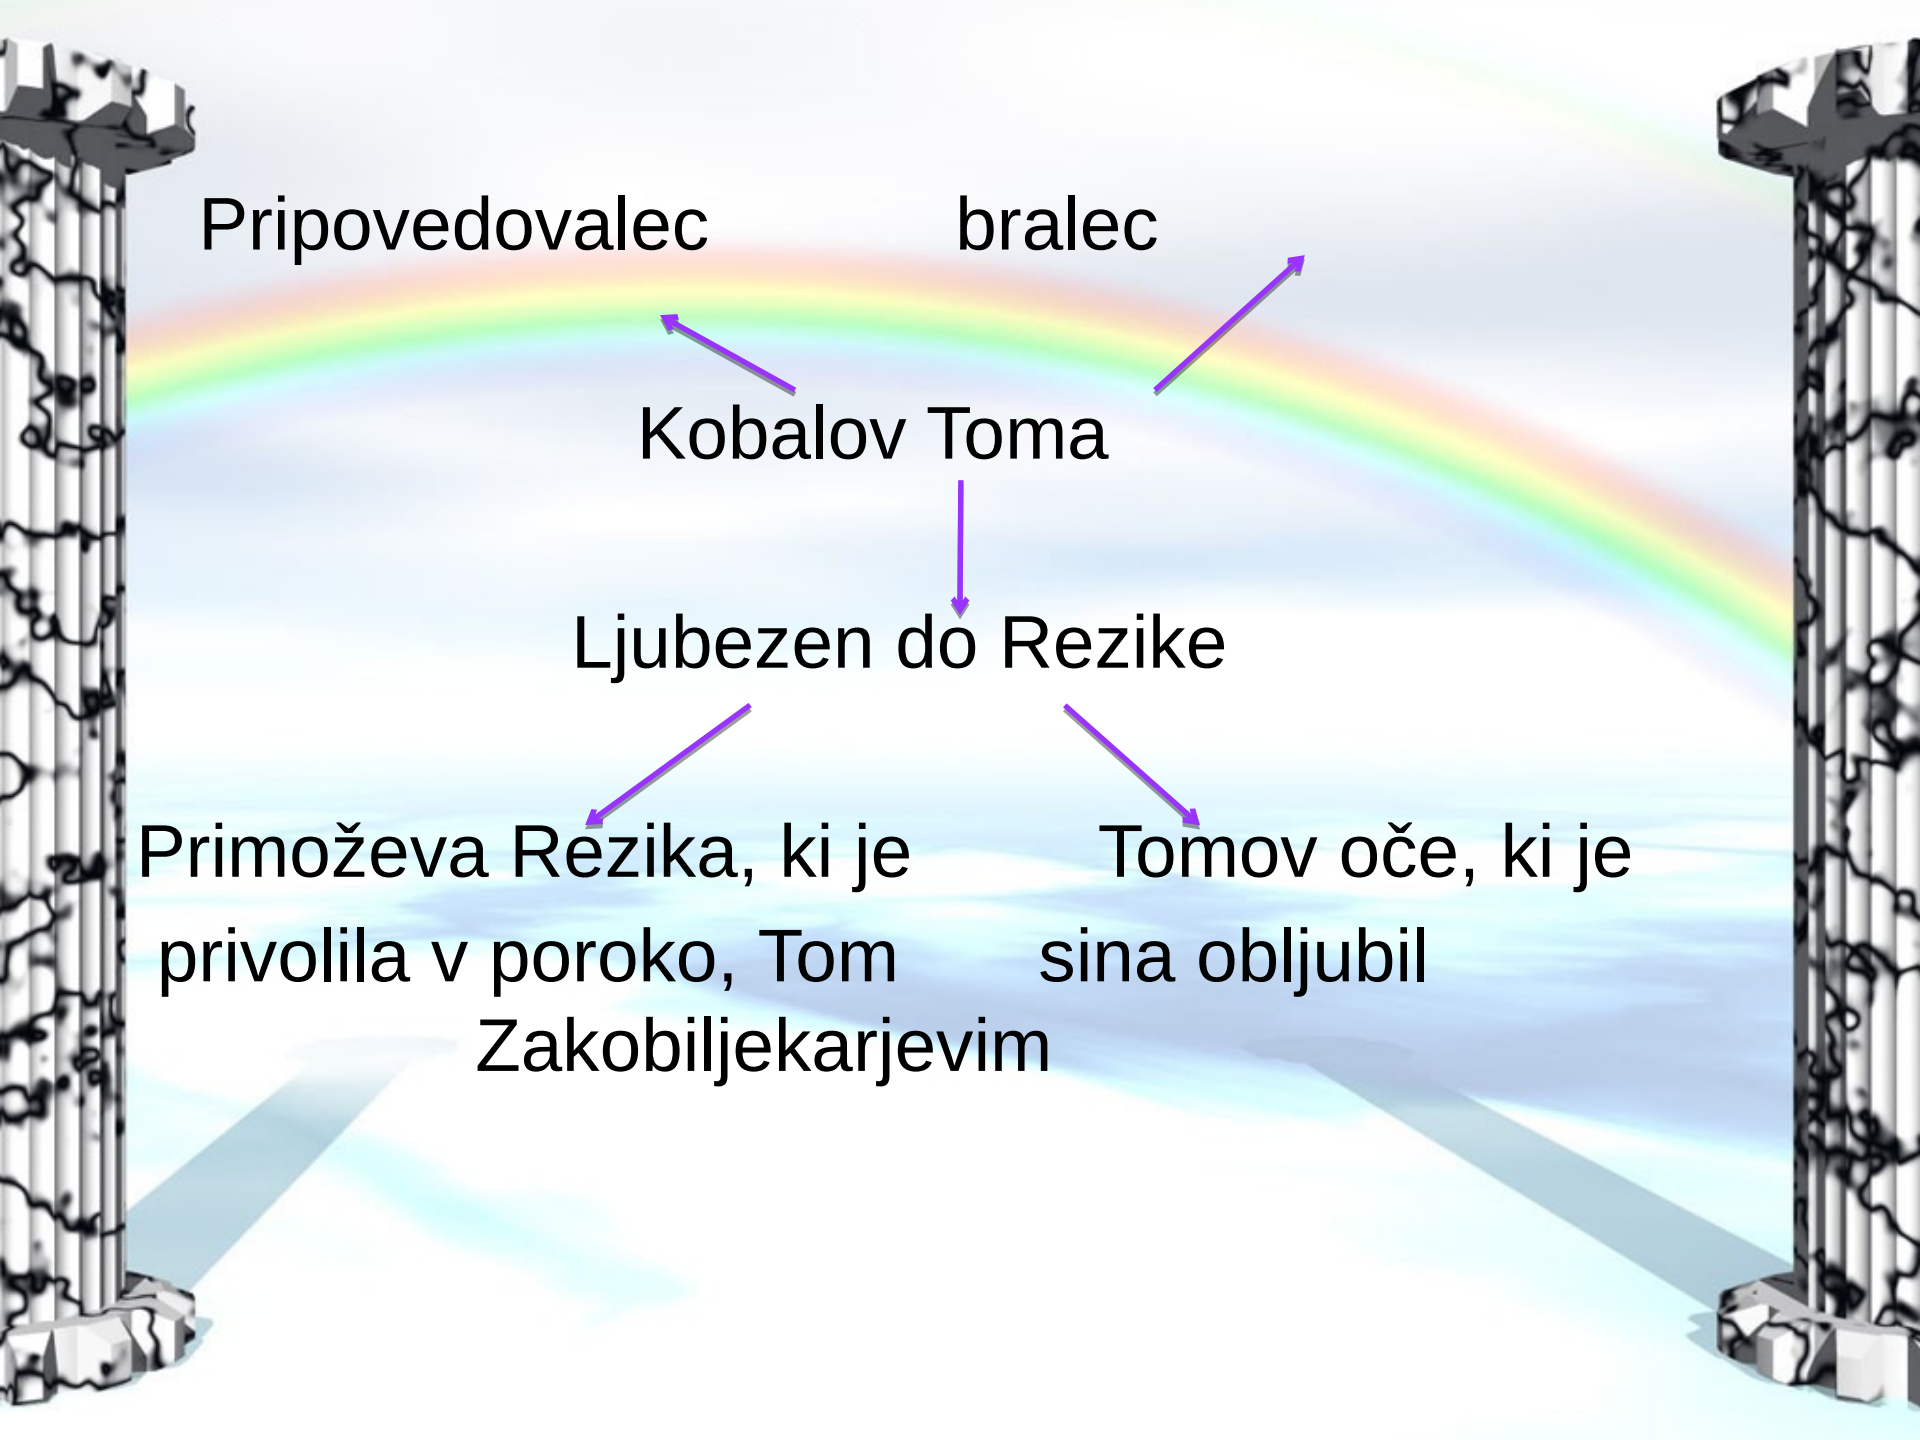 Pripovedovalec bralec
Kobalov Toma
Ljubezen do Rezike
Primoževa Rezika, ki je Tomov oče, ki je
privolila v poroko, Tom sina obljubil
Zakobiljekarjevim